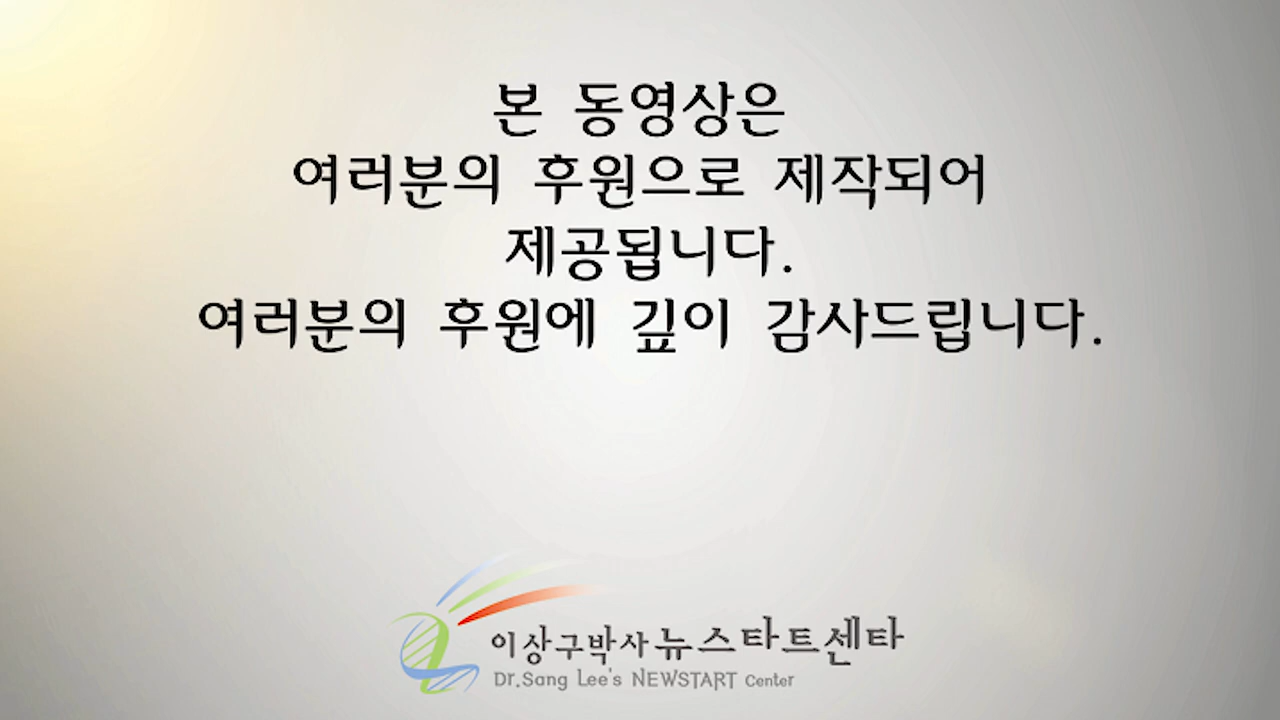 본 동영상은
여러분의 후원으로 제작되어
제공됩니다.
여러분의 후원에 깊이 감사드립니다.
이상구박사 뉴스타트센타
Dr.Sang Lee's NEWSTART Center